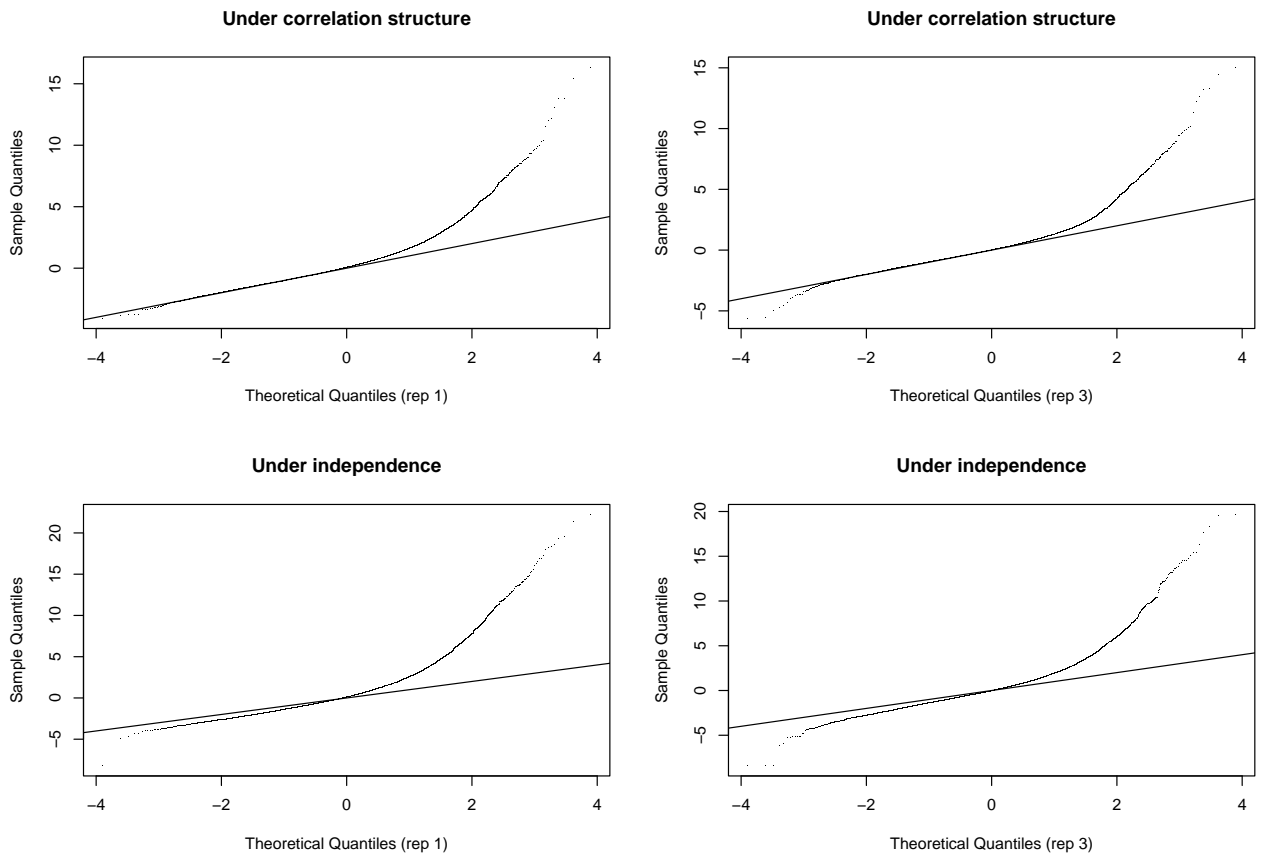 Under correlation structure
Sample Quantiles
15
10
5
0
−4 −2 0 2 4
Theoretical Quantiles (rep 1)
Under correlation structure
Sample Quantiles
15
10
5
0
−5
−4 −2 0 2 4
Theoretical Quantiles (rep 3)
Under independence
Sample Quantiles
20
15
10
5
0
−5
−4 −2 0 2 4
Theoretical Quantiles (rep 1)
Under independence
Sample Quantiles
20
15
10
5
0
−5
−4 −2 0 2 4
Theoretical Quantiles (rep 3)